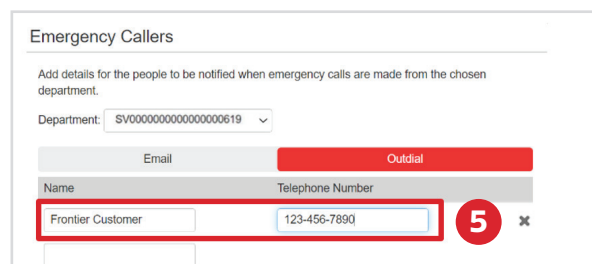 Emergency Callers
Add details for the people to be notified when emergency calls are made from the chosen
department.
Department: SV0000000000000000619
Email Outdial
Name Telephone Number
Frontier Customer 123-456-7890 5